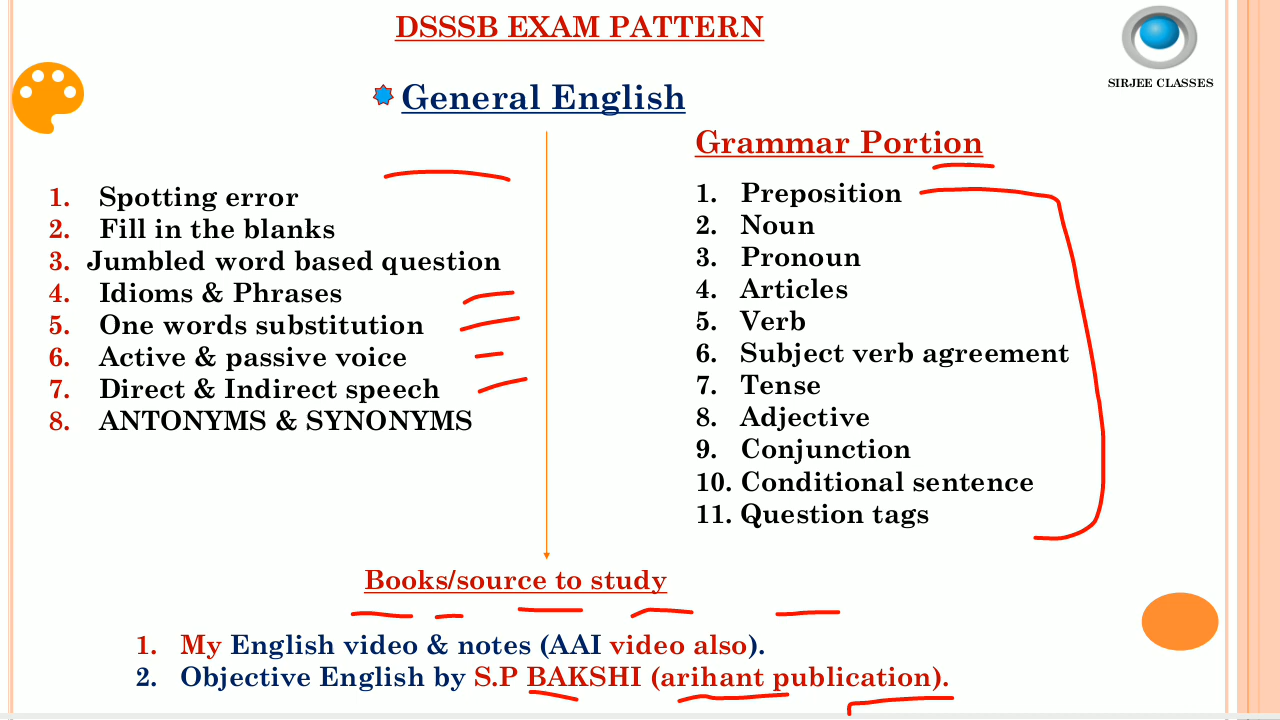 DSSSB EXAM PATTERN
SIRJEE CLASSES
General English
1. Spotting error
2. Fill in the blanks
3. Jumbled word based question
4. Idioms & Phrases
5. One words substitution
6. Active & passive voice
7. Direct & Indirect speech
8. ANTONYMS & SYNONYMS
Grammar Portion
1. Preposition
2. Noun
3. Pronoun
4. Articles
5. Verb
6. Subject verb agreement
7. Tense
8. Adjective
9. Conjunction
10. Conditional sentence
11. Question tags
Books/source to study
1. My English video & notes (AAI video also).
2. Objective English by S.P BAKSHI (arihant publication).